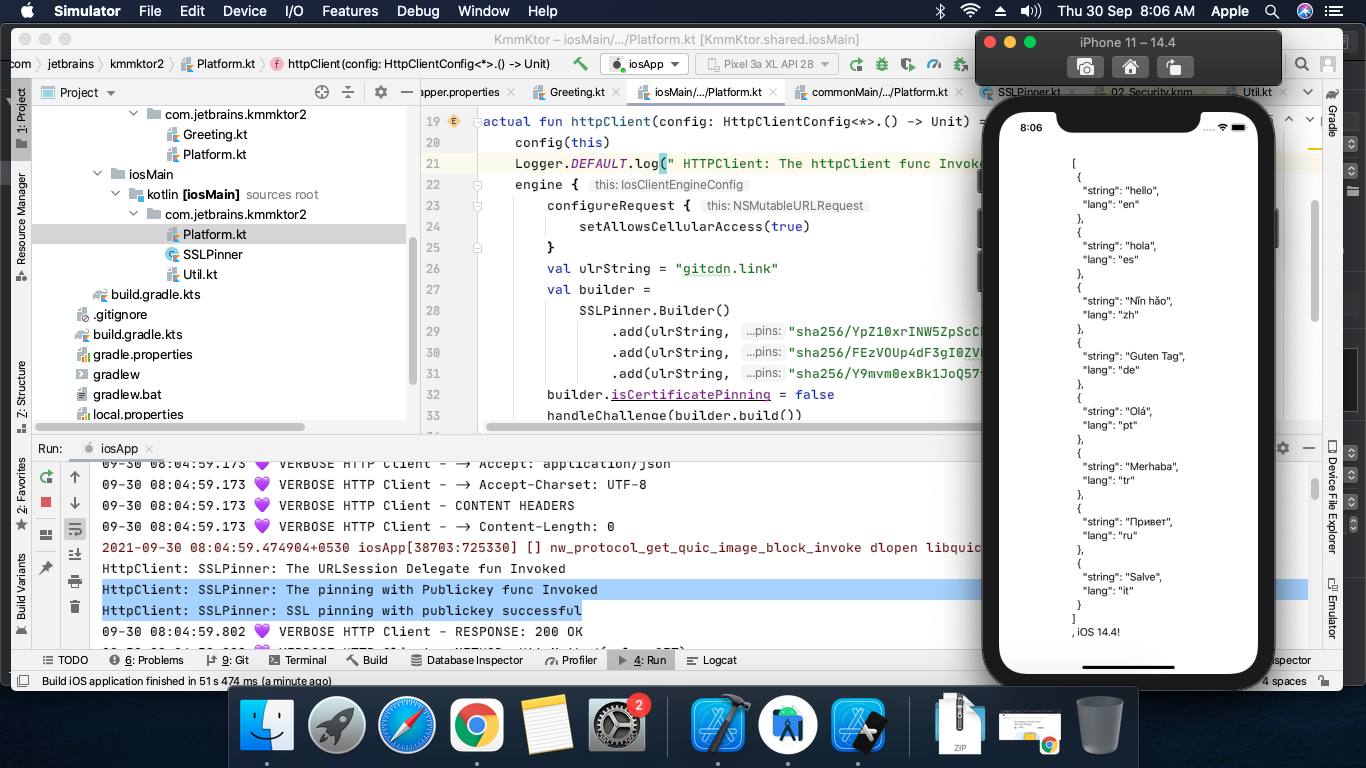 Simulator File Edit Device I/O Features Debug Window Help Thu 30 Sep 8:06 AM Apple
KmmKtor – iosMain/.../Platform.kt [KmmKtor.shared.iosMain]
jetbrains kmmktor2 Platform.kt httpClient(config: HttpClientConfig<*>.() -> Unit) iosApp Pixel 3a XL API 28
1: Project
Resource Manager
7: Structure
2: Favorites
Build Variants
Project
com.jetbrains.kmmktor2
Greeting.kt
Platform.kt
iosMain
kotlin [iosMain] sources root
com.jetbrains.kmmktor2
Platform.kt
SSLPinner
Util.kt
build.gradle.kts
.gitignore
build.gradle.kts
gradle.properties
gradlew
gradlew.bat
local.properties
apper.properties Greeting.kt iosMain/.../Platform.kt commonMain/.../Platform.kt SSLPinner.kt 02_Security.knm Util.kt
19 actual fun httpClient(config: HttpClientConfig<*>.() -> Unit) =
20 config(this)
21 Logger.DEFAULT.log(" HTTPClient: The httpClient func Invoke
22 engine { this: IosClientEngineConfig
23 configureRequest { this: NSMutableURLRequest
24 setAllowsCellularAccess(true)
25 }
26 val ulrString = "gitcdn.link"
27 val builder =
28 SSLPinner.Builder()
29 .add(ulrString, ...pins: "sha256/YpZ10xrINW5ZpScC
30 .add(ulrString, ...pins: "sha256/FEzVOUp4dF3gI0ZV
31 .add(ulrString, ...pins: "sha256/Y9mvm0exBk1JoQ57
32 builder.isCertificatePinning = false
33 handleChallenge(builder.build())
Run: iosApp
09-30 08:04:59.173 💜 VERBOSE HTTP Client - –> Accept: application/json
09-30 08:04:59.173 💜 VERBOSE HTTP Client - –> Accept-Charset: UTF-8
09-30 08:04:59.173 💜 VERBOSE HTTP Client - CONTENT HEADERS
09-30 08:04:59.173 💜 VERBOSE HTTP Client - –> Content-Length: 0
2021-09-30 08:04:59.474904+0530 iosApp[38703:725330] [] nw_protocol_get_quic_image_block_invoke dlopen libquic
HttpClient: SSLPinner: The URLSession Delegate fun Invoked
HttpClient: SSLPinner: The pinning with Publickey func Invoked
HttpClient: SSLPinner: SSL pinning with publickey successful
09-30 08:04:59.802 💜 VERBOSE HTTP Client - RESPONSE: 200 OK
TODO 6: Problems 9: Git Terminal Build Database Inspector Profiler 4: Run Logcat
Build iOS application finished in 51 s 474 ms (a minute ago)
4 spaces
Gradle
Device File Explorer
Emulator
iPhone 11 – 14.4
8:06
[
{
"string": "hello",
"lang": "en"
},
{
"string": "hola",
"lang": "es"
},
{
"string": "Nǐn hǎo",
"lang": "zh"
},
{
"string": "Guten Tag",
"lang": "de"
},
{
"string": "Olá",
"lang": "pt"
},
{
"string": "Merhaba",
"lang": "tr"
},
{
"string": "Привет",
"lang": "ru"
},
{
"string": "Salve",
"lang": "it"
}
]
, iOS 14.4!
2
ZIP